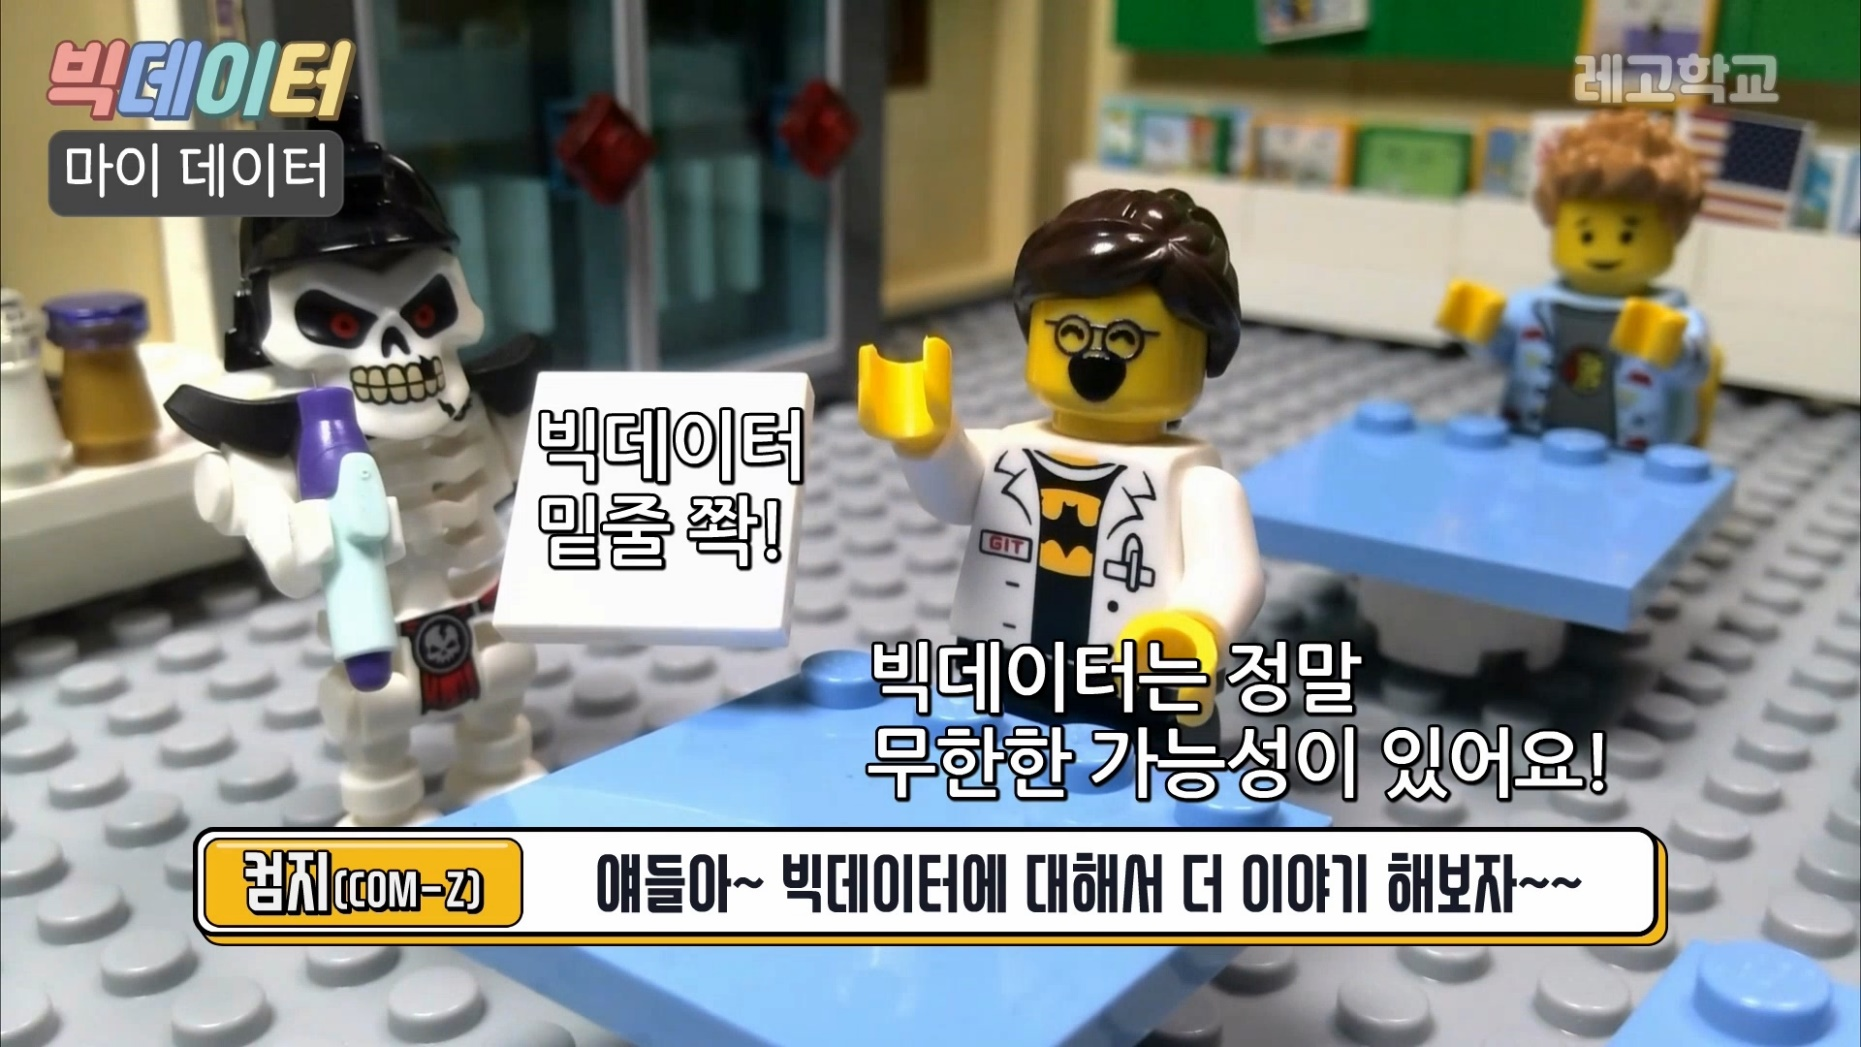 빅데이터
마이 데이터
레고학교
빅데이터
밑줄 쫙!
GIT
빅데이터는 정말
무한한 가능성이 있어요!
컴지(COM-Z)
얘들아~ 빅데이터에 대해서 더 이야기 해보자~~